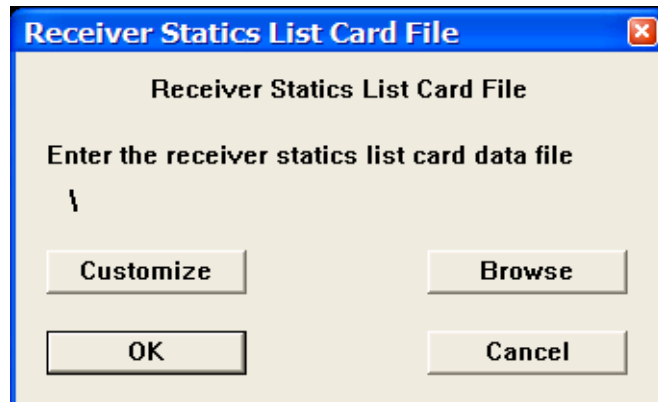 Receiver Statics List Card File
Receiver Statics List Card File
Enter the receiver statics list card data file
\
Customize
Browse
OK
Cancel